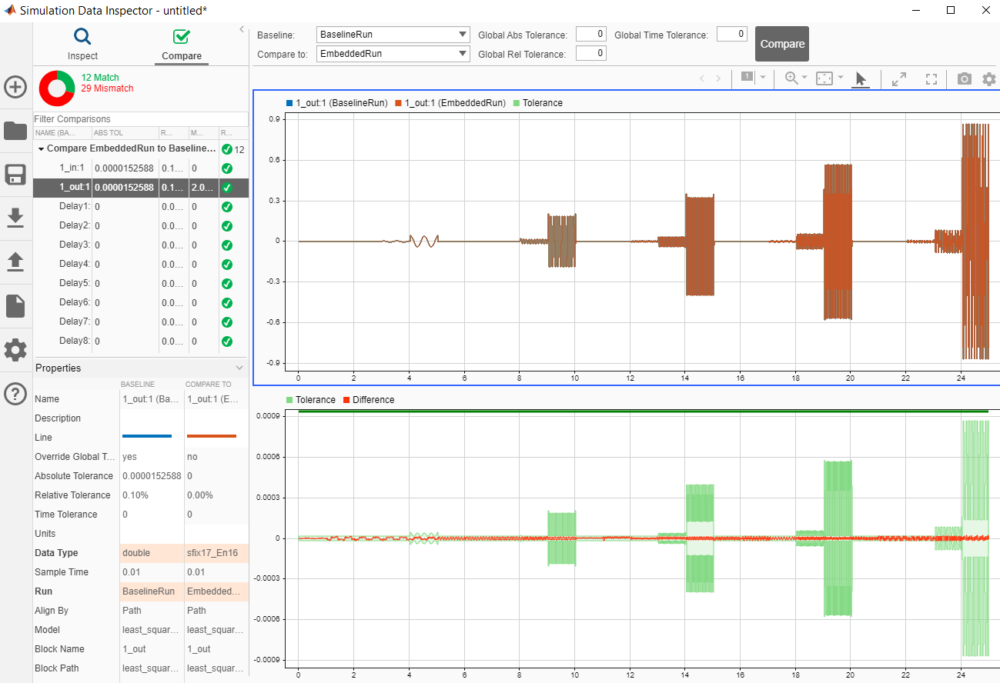 Simulation Data Inspector - untitled*
Inspect
Compare
12 Match
29 Mismatch
Baseline: BaselineRun Global Abs Tolerance: 0 Global Time Tolerance: 0
Compare to: EmbeddedRun Global Rel Tolerance: 0
Compare
1
Filter Comparisons
NAME (BA... ABS TOL R... M... R...
Compare EmbeddedRun to Baseline... 12
1_in:1 0.0000152588 0.1... 0
1_out:1 0.0000152588 0.1... 2.0...
Delay1: 0 0.0... 0
Delay2: 0 0.0... 0
Delay3: 0 0.0... 0
Delay4: 0 0.0... 0
Delay5: 0 0.0... 0
Delay6: 0 0.0... 0
Delay7: 0 0.0... 0
Delay8: 0 0.0... 0
Properties
BASELINE COMPARE TO
Name 1_out:1 (Ba... 1_out:1 (E...
Description
Line
Override Global T... yes no
Absolute Tolerance 0.0000152588 0
Relative Tolerance 0.10% 0.00%
Time Tolerance 0 0
Units
Data Type double sfix17_En16
Sample Time 0.01 0.01
Run BaselineRun Embedded...
Align By Path Path
Model least_squar... least_squar...
Block Name 1_out 1_out
Block Path least_squar... least_squar...
1_out:1 (BaselineRun) 1_out:1 (EmbeddedRun) Tolerance
0.9
0.6
0.3
0
-0.3
-0.6
-0.9
0 2 4 6 8 10 12 14 16 18 20 22 24
Tolerance Difference
0.0009
0.0006
0.0003
0
-0.0003
-0.0006
-0.0009
0 2 4 6 8 10 12 14 16 18 20 22 24